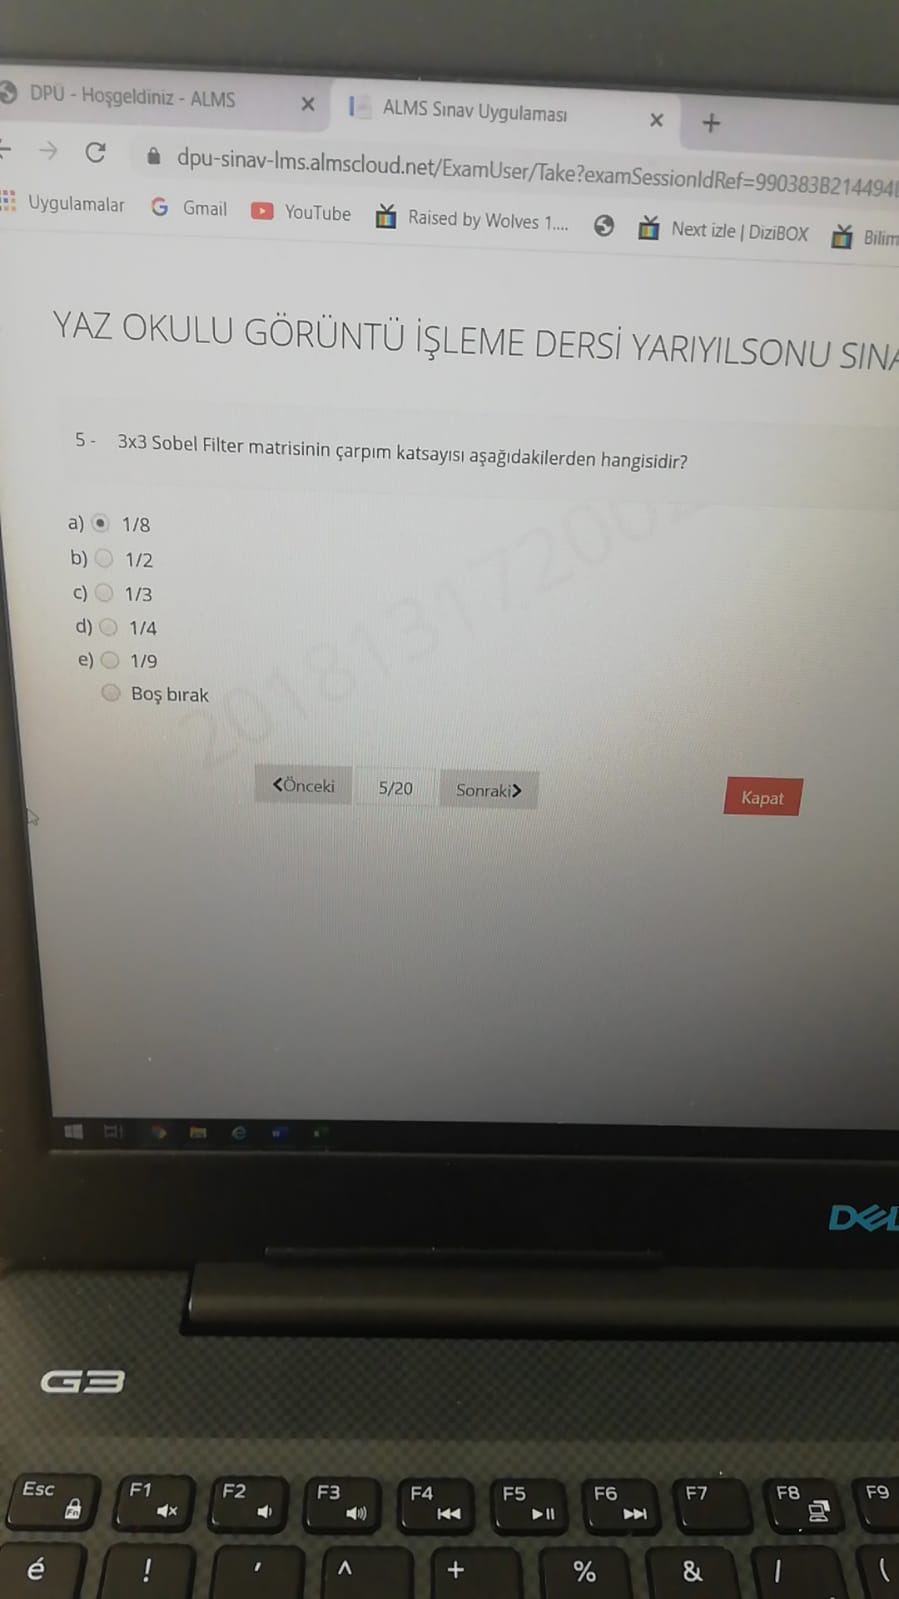 DPÜ - Hoşgeldiniz - ALMS
ALMS Sınav Uygulaması
dpu-sinav-lms.almscloud.net/ExamUser/Take?examSessionIdRef=990383B214494
Uygulamalar Gmail YouTube Raised by Wolves 1.... Next izle | DiziBOX Bilim
YAZ OKULU GÖRÜNTÜ İŞLEME DERSİ YARIYILSONU SINA
5 - 3x3 Sobel Filter matrisinin çarpım katsayısı aşağıdakilerden hangisidir?
a) 1/8
b) 1/2
c) 1/3
d) 1/4
e) 1/9
Boş bırak
<Önceki 5/20 Sonraki>
Kapat
DELL
G3
Esc F1 F2 F3 F4 F5 F6 F7 F8 F9
Fn
é ! ' ^ + % & / (